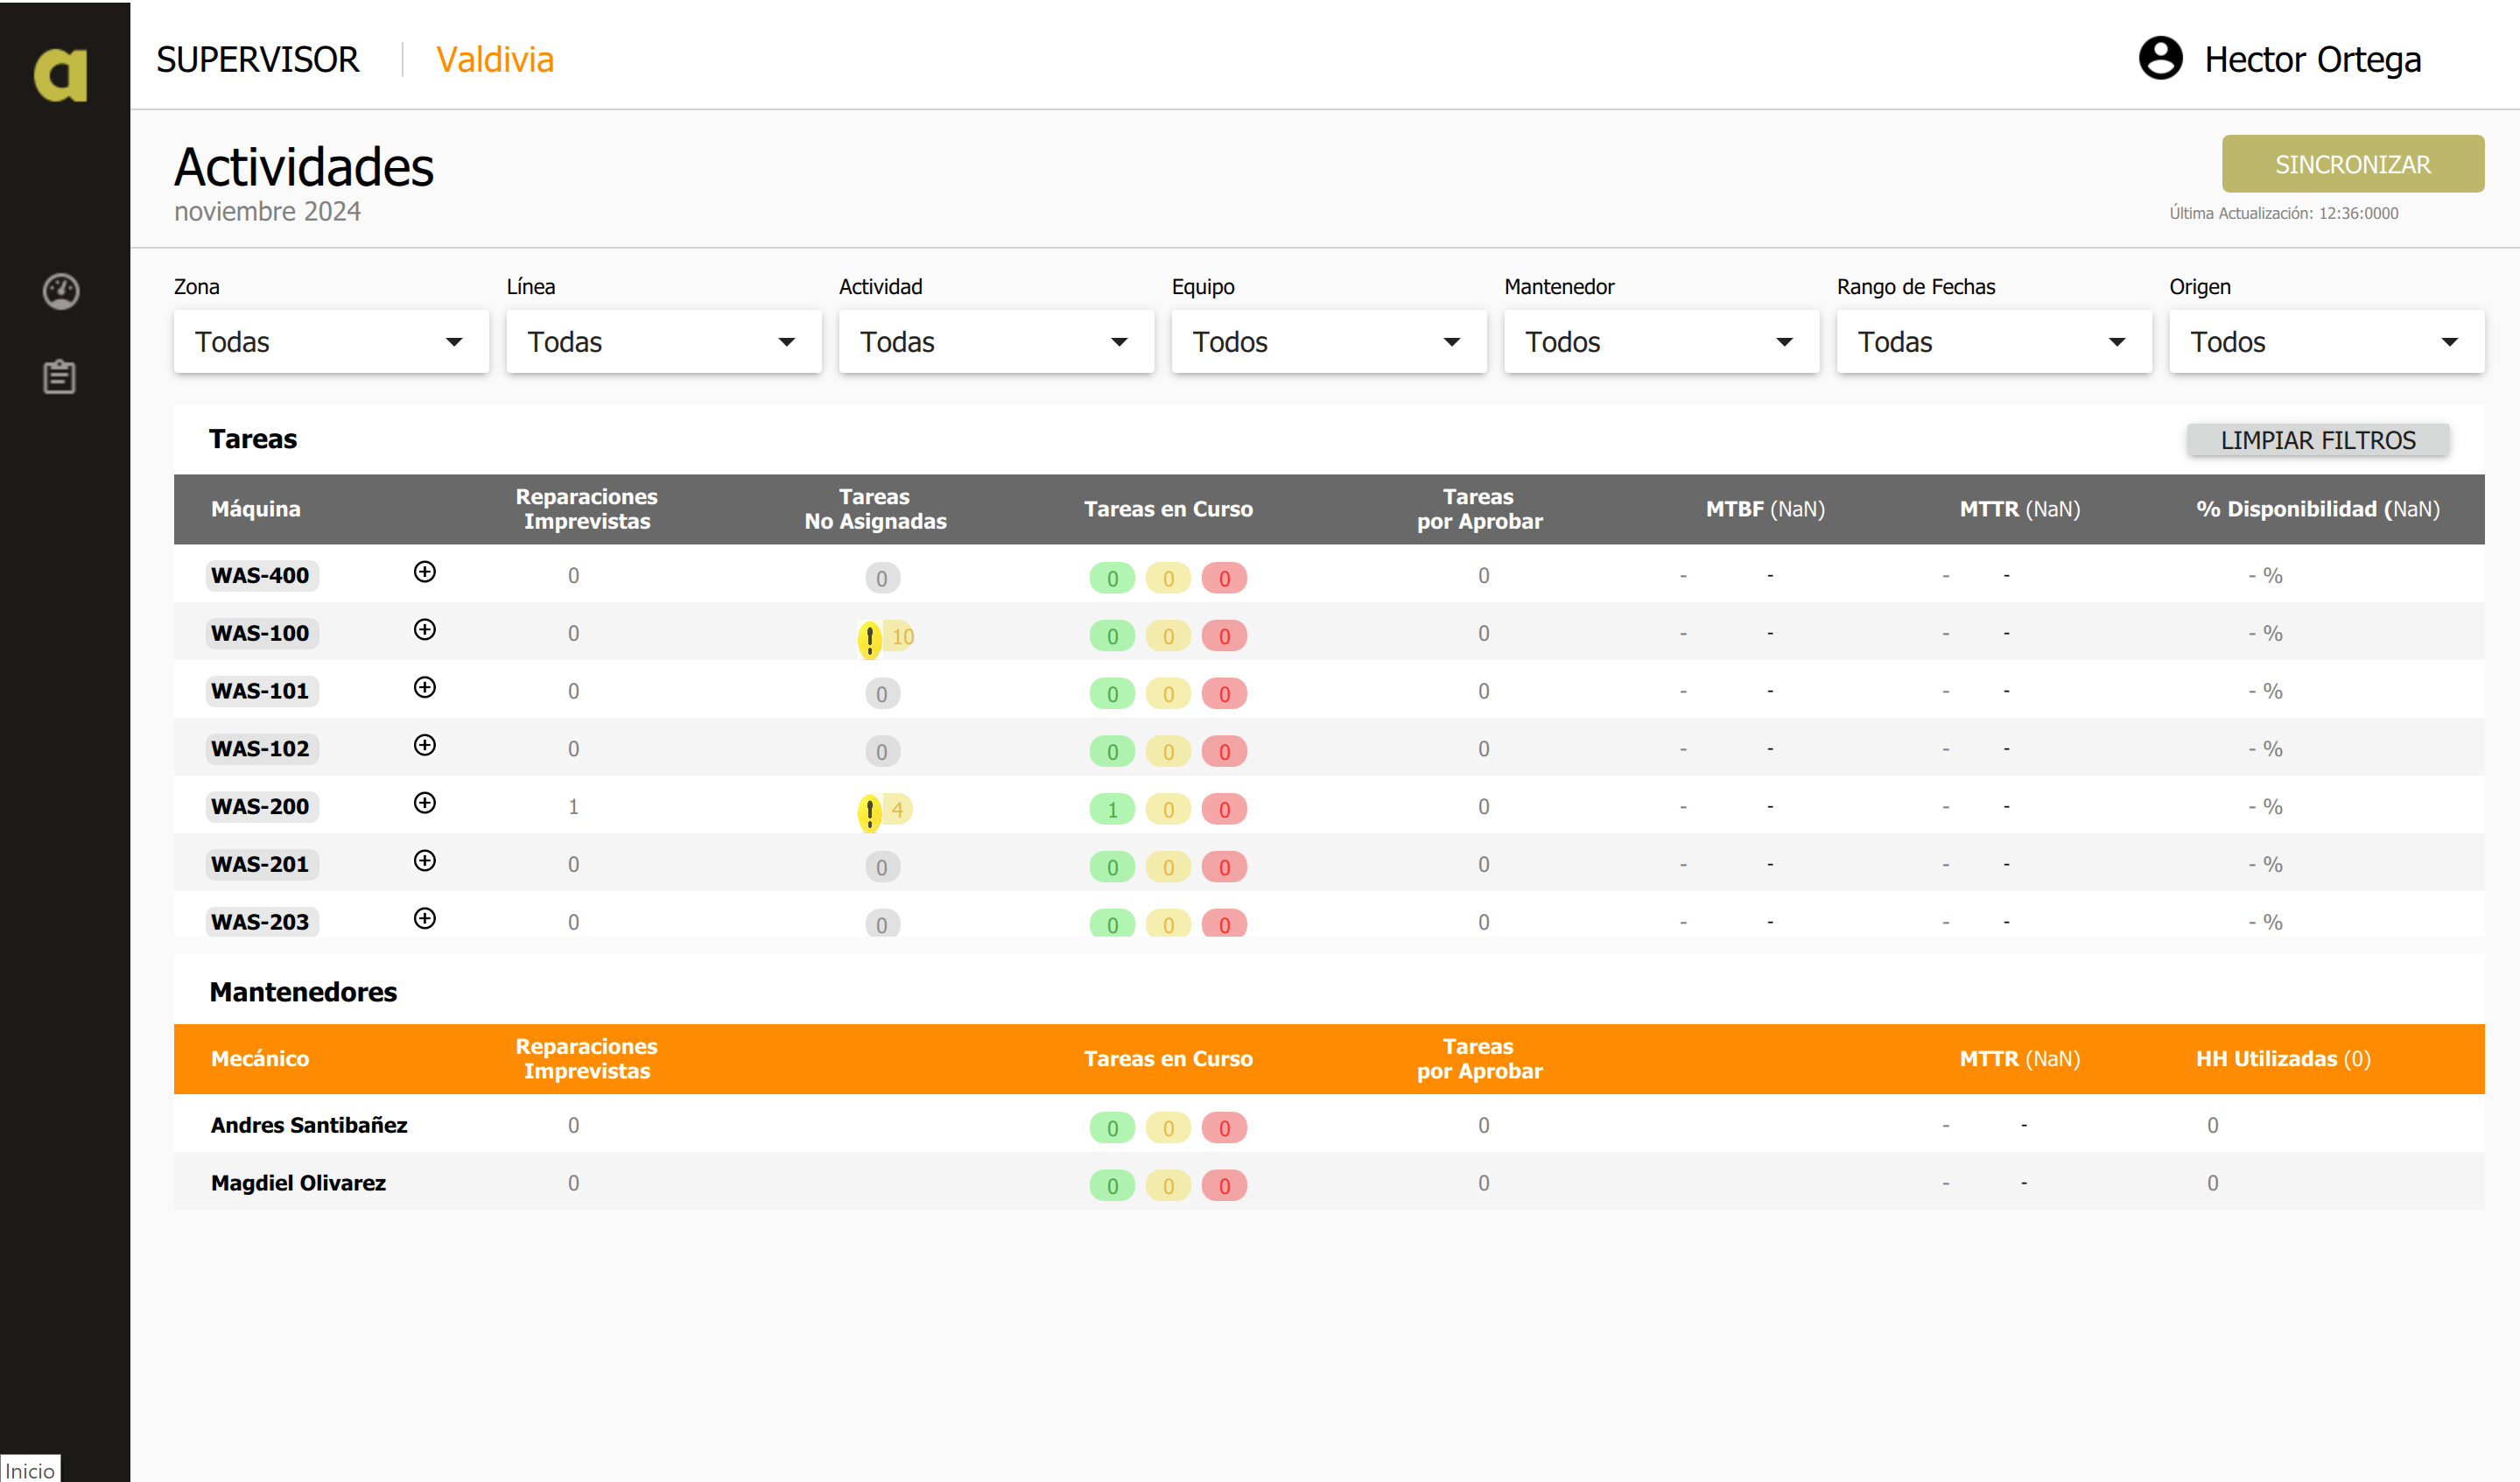 SUPERVISOR Valdivia Hector Ortega
Actividades
noviembre 2024
SINCRONIZAR
Última Actualización: 12:36:0000
Zona Línea Actividad Equipo Mantenedor Rango de Fechas Origen
Todas Todas Todas Todos Todos Todas Todos
Tareas LIMPIAR FILTROS
Máquina Reparaciones Imprevistas Tareas No Asignadas Tareas en Curso Tareas por Aprobar MTBF (NaN) MTTR (NaN) % Disponibilidad (NaN)
WAS-400 0 0 0 0 0 0 - - - - - %
WAS-100 0 10 0 0 0 0 - - - - - %
WAS-101 0 0 0 0 0 0 - - - - - %
WAS-102 0 0 0 0 0 0 - - - - - %
WAS-200 1 4 1 0 0 0 - - - - - %
WAS-201 0 0 0 0 0 0 - - - - - %
WAS-203 0 0 0 0 0 0 - - - - - %
Mantenedores
Mecánico Reparaciones Imprevistas Tareas en Curso Tareas por Aprobar MTTR (NaN) HH Utilizadas (0)
Andres Santibañez 0 0 0 0 0 - - 0
Magdiel Olivarez 0 0 0 0 0 - - 0
Inicio